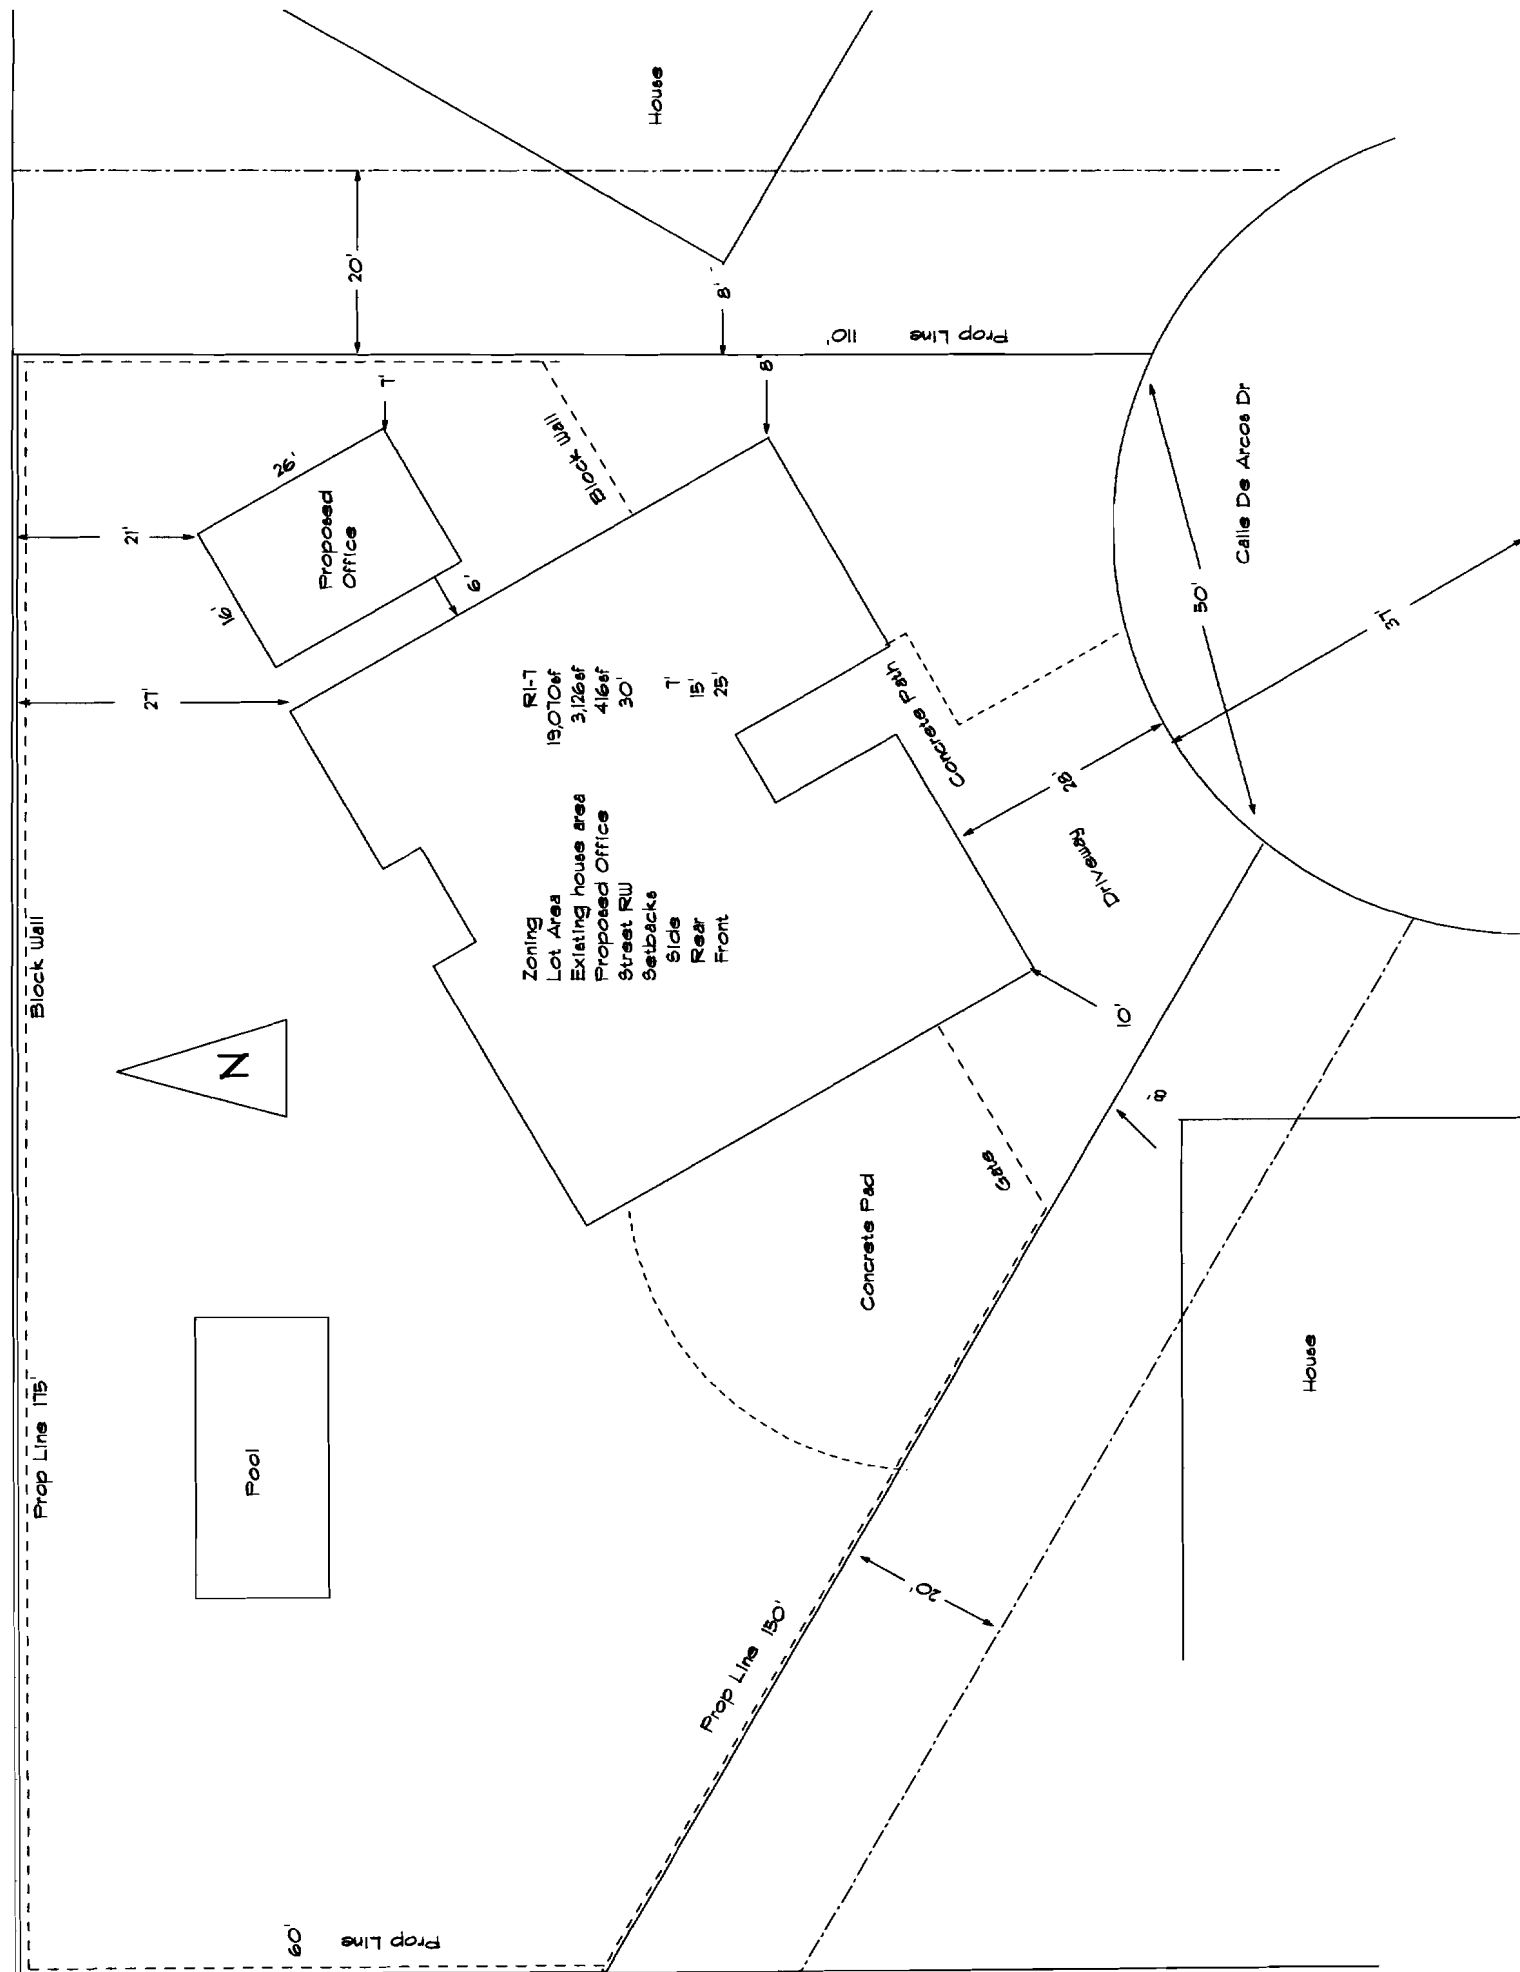 Block Wall
Prop Line 175'
60'
Prop Line
Pool
N
27'
21'
16'
26'
Proposed
Office
7'
6'
Block Wall
20'
House
8'
8'
Prop Line 110'
Zoning R1-7
Lot Area 19,070sf
Existing house area 3,126sf
Proposed Office 416sf
Street RW 30'
Setbacks
Side 7'
Rear 15'
Front 25'
Concrete Path
28'
Driveway
10'
Gate
8'
Concrete Pad
Prop Line 150'
20'
House
Calle De Arcos Dr
50'
37'